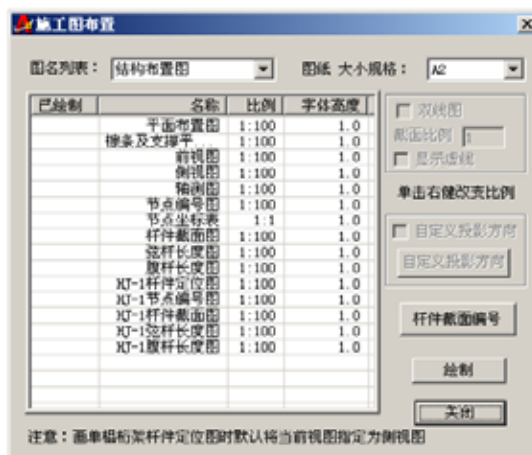 施工图布置
图名列表： 结构布置图 图纸 大小规格： A2
已绘制 名称 比例 字体高度
平面布置图 1:100 1.0
檩条及支撑平... 1:100 1.0
前视图 1:100 1.0
侧视图 1:100 1.0
轴测图 1:100 1.0
节点编号图 1:100 1.0
节点坐标表 1:1 1.0
杆件截面图 1:100 1.0
弦杆长度图 1:100 1.0
腹杆长度图 1:100 1.0
HJ-1杆件定位图 1:100 1.0
HJ-1节点编号图 1:100 1.0
HJ-1杆件截面图 1:100 1.0
HJ-1弦杆长度图 1:100 1.0
HJ-1腹杆长度图 1:100 1.0
双线图
截面比例 1
显示虚线
单击右健改变比例
自定义投影方向
自定义投影方向
杆件截面编号
绘制
关闭
注意：画单榀桁架杆件定位图时默认将当前视图指定为侧视图